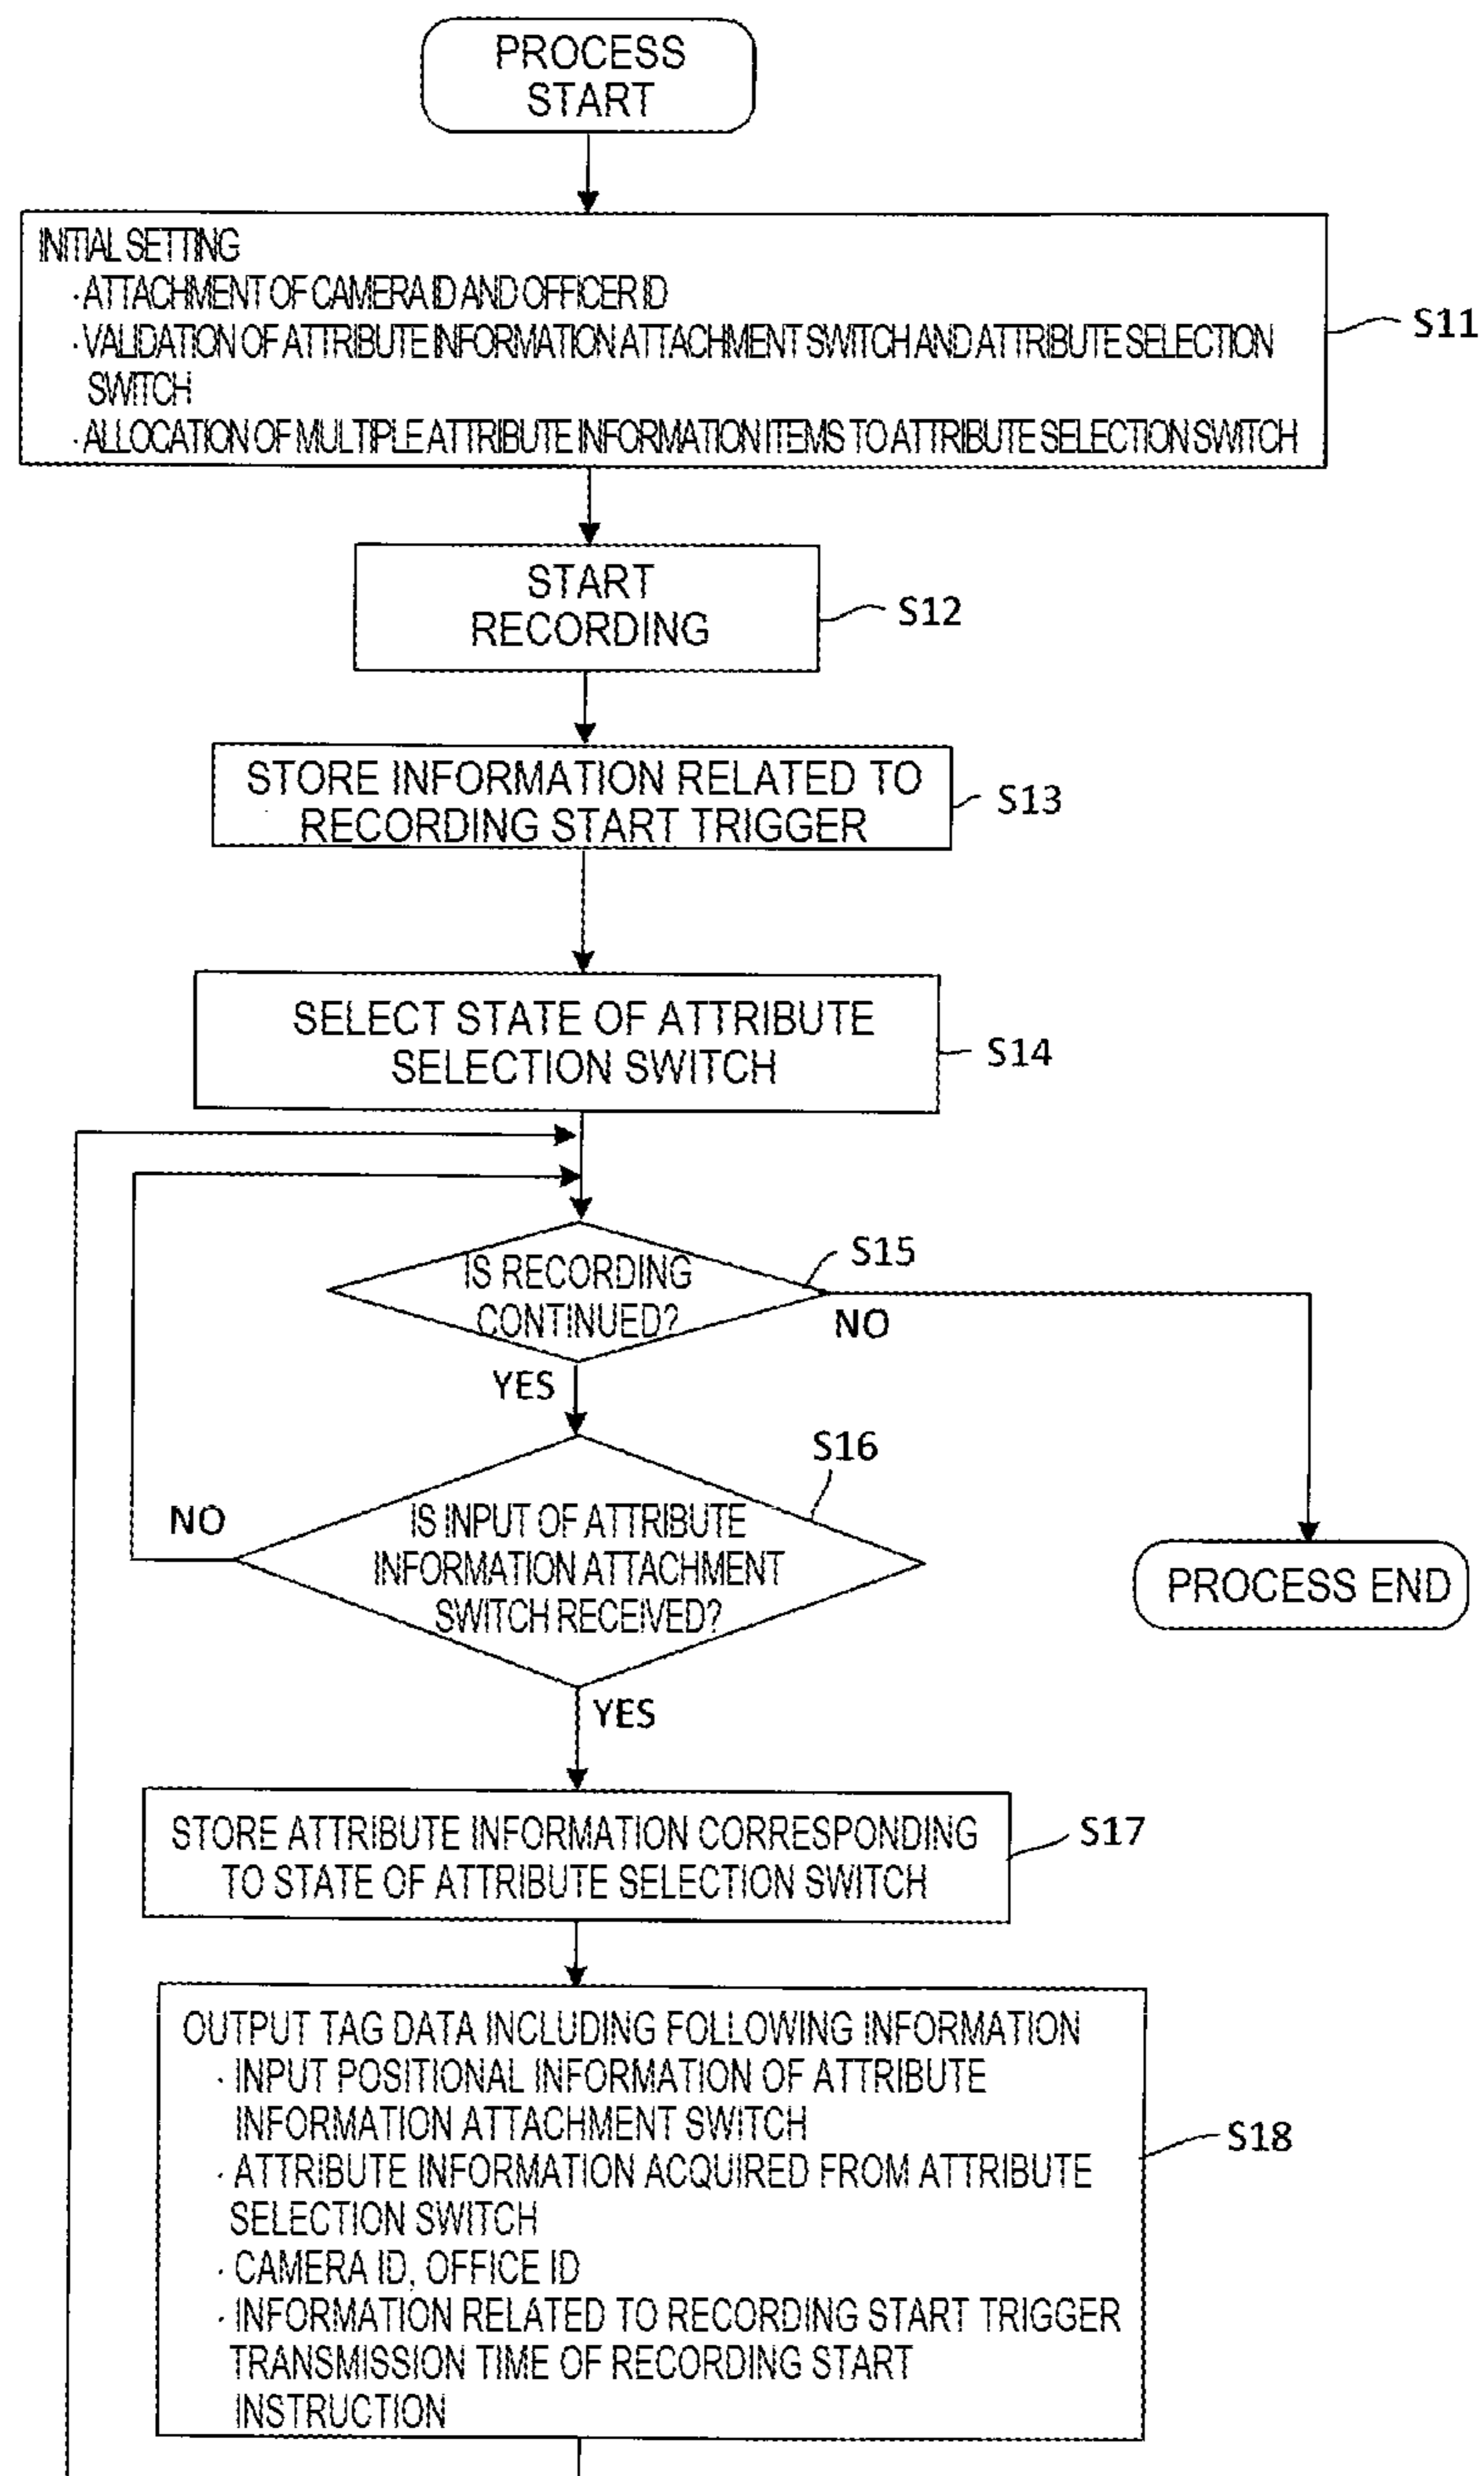 PROCESS
START
INITIAL SETTING
· ATTACHMENT OF CAMERA ID AND OFFICER ID
· VALIDATION OF ATTRIBUTE INFORMATION ATTACHMENT SWITCH AND ATTRIBUTE SELECTION
SWITCH
· ALLOCATION OF MULTIPLE ATTRIBUTE INFORMATION ITEMS TO ATTRIBUTE SELECTION SWITCH
S11
START
RECORDING
S12
STORE INFORMATION RELATED TO
RECORDING START TRIGGER
S13
SELECT STATE OF ATTRIBUTE
SELECTION SWITCH
S14
IS RECORDING
CONTINUED?
S15
NO
YES
S16
IS INPUT OF ATTRIBUTE
INFORMATION ATTACHMENT
SWITCH RECEIVED?
NO
PROCESS END
YES
STORE ATTRIBUTE INFORMATION CORRESPONDING
TO STATE OF ATTRIBUTE SELECTION SWITCH
S17
OUTPUT TAG DATA INCLUDING FOLLOWING INFORMATION
· INPUT POSITIONAL INFORMATION OF ATTRIBUTE
INFORMATION ATTACHMENT SWITCH
· ATTRIBUTE INFORMATION ACQUIRED FROM ATTRIBUTE
SELECTION SWITCH
· CAMERA ID, OFFICE ID
· INFORMATION RELATED TO RECORDING START TRIGGER
TRANSMISSION TIME OF RECORDING START
INSTRUCTION
S18